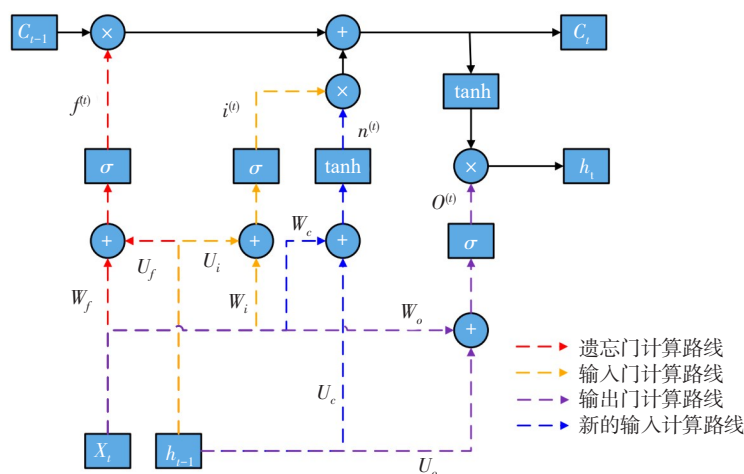 C_{t-1} × + C_t
tanh
f^{(t)} i^{(t)} × n^{(t)}
σ σ tanh × h_t
O^{(t)}
W_c σ
+ + +
U_f U_i
W_f W_i W_o +
遗忘门计算路线
输入门计算路线
U_c 输出门计算路线
新的输入计算路线
X_t h_{t-1} U_c